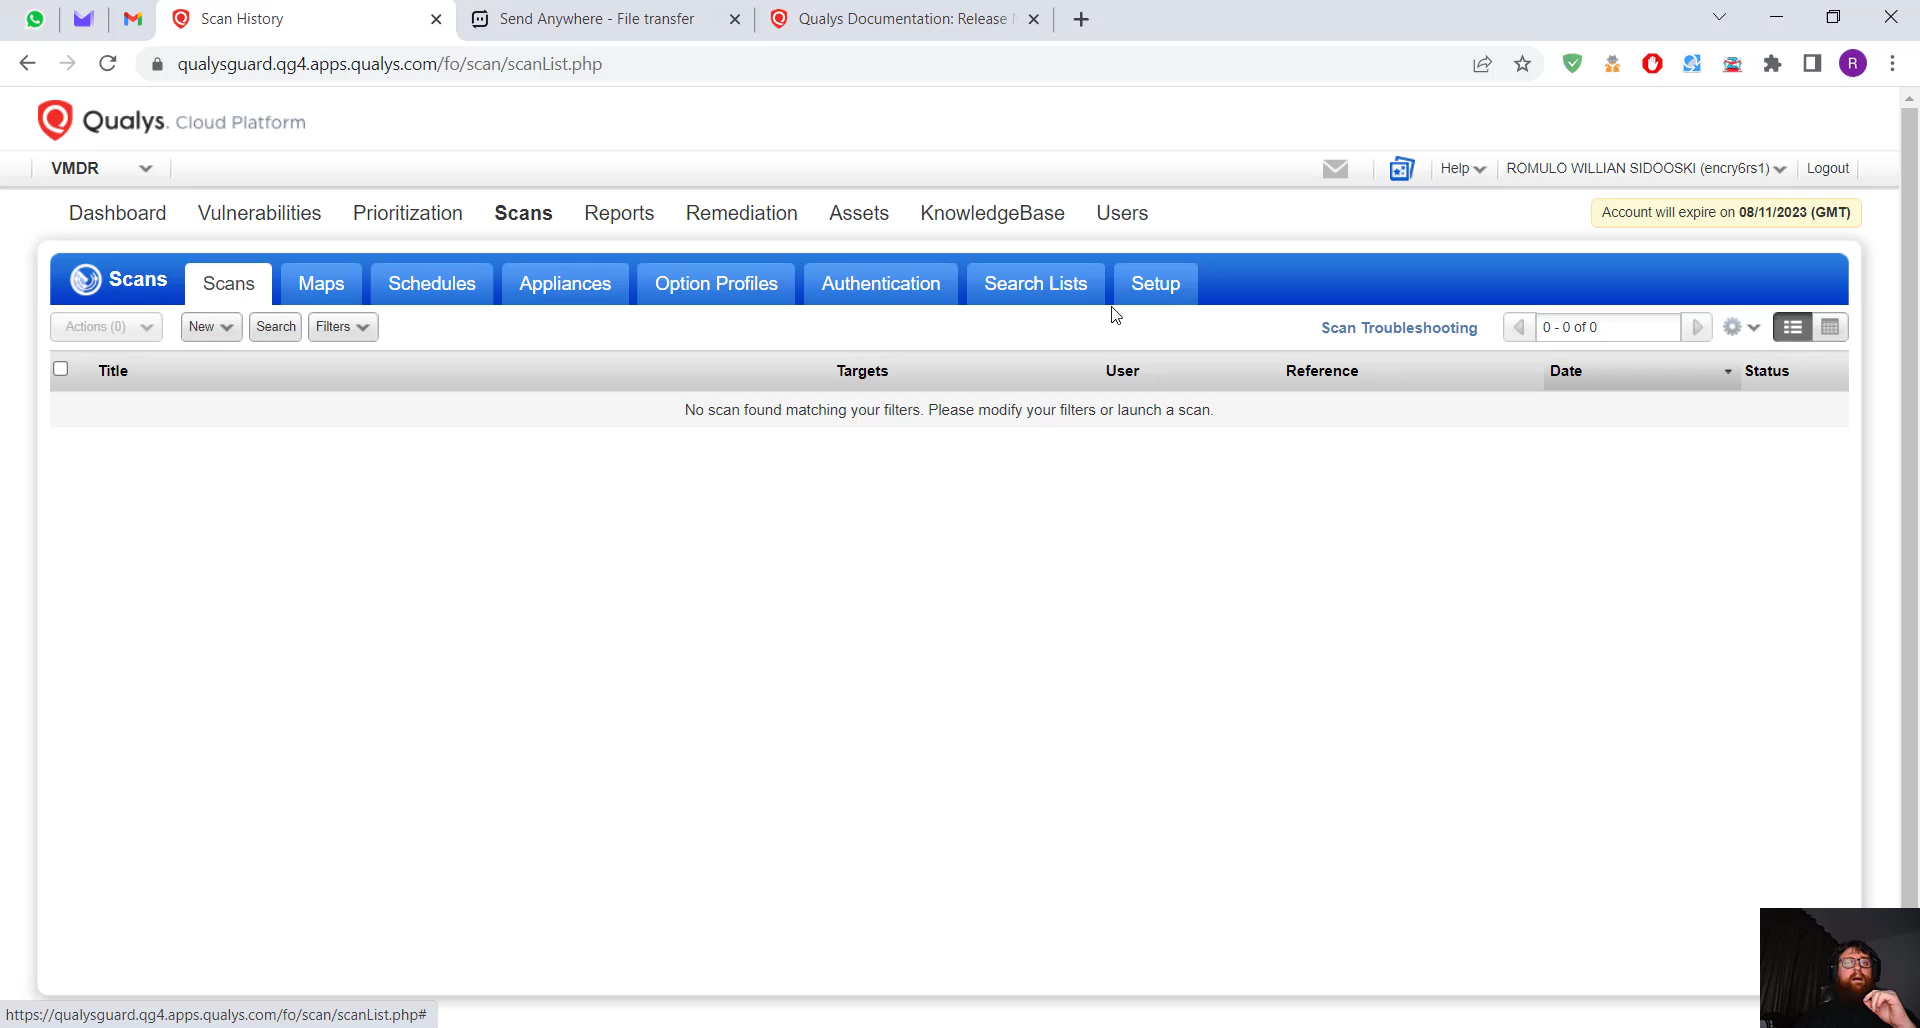 Scan History
Send Anywhere - File transfer
Qualys Documentation: Release
qualysguard.qg4.apps.qualys.com/fo/scan/scanList.php
R
Qualys. Cloud Platform
VMDR
Help
ROMULO WILLIAN SIDOOSKI (encry6rs1)
Logout
Dashboard
Vulnerabilities
Prioritization
Scans
Reports
Remediation
Assets
KnowledgeBase
Users
Account will expire on 08/11/2023 (GMT)
Scans
Scans
Maps
Schedules
Appliances
Option Profiles
Authentication
Search Lists
Setup
Actions (0)
New
Search
Filters
Scan Troubleshooting
0 - 0 of 0
Title
Targets
User
Reference
Date
Status
No scan found matching your filters. Please modify your filters or launch a scan.
https://qualysguard.qg4.apps.qualys.com/fo/scan/scanList.php#